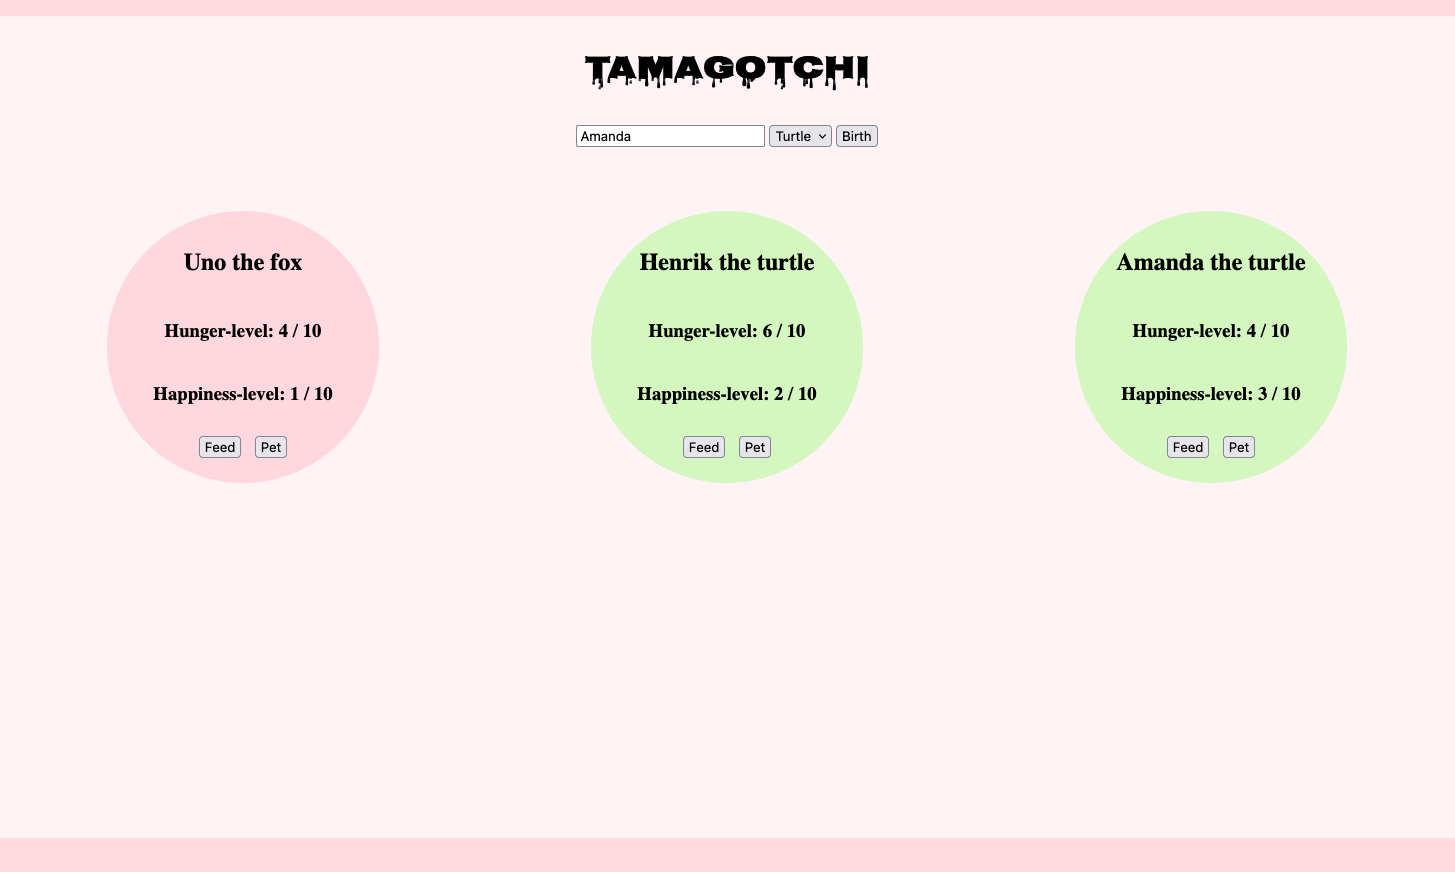 TAMAGOTCHI
Amanda Turtle Birth
Uno the fox
Hunger-level: 4 / 10
Happiness-level: 1 / 10
Feed Pet
Henrik the turtle
Hunger-level: 6 / 10
Happiness-level: 2 / 10
Feed Pet
Amanda the turtle
Hunger-level: 4 / 10
Happiness-level: 3 / 10
Feed Pet